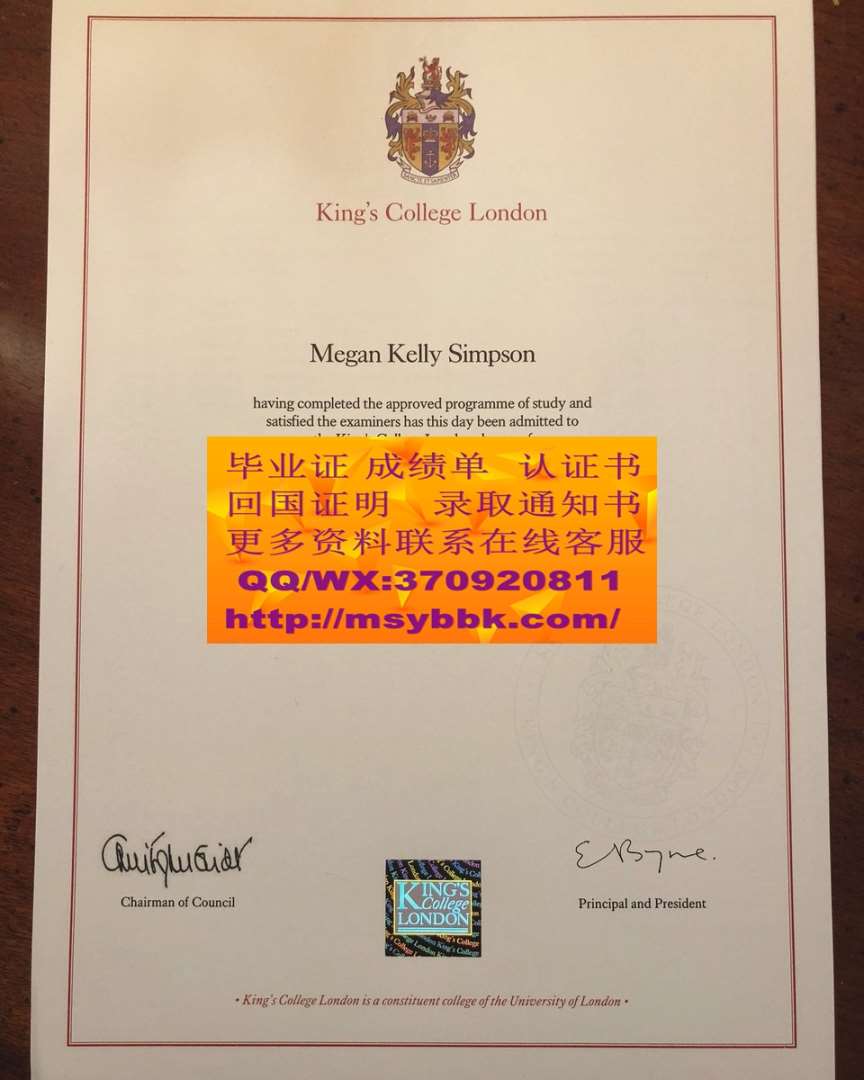 SANCTE ET SAPIENTER
King's College London
Megan Kelly Simpson
having completed the approved programme of study and
satisfied the examiners has this day been admitted to
毕业证 成绩单 认证书
回国证明 录取通知书
更多资料联系在线客服
QQ/WX:370920811
http://msybbk.com/
Chairman of Council
KING'S
College
LONDON
Principal and President
• King's College London is a constituent college of the University of London •